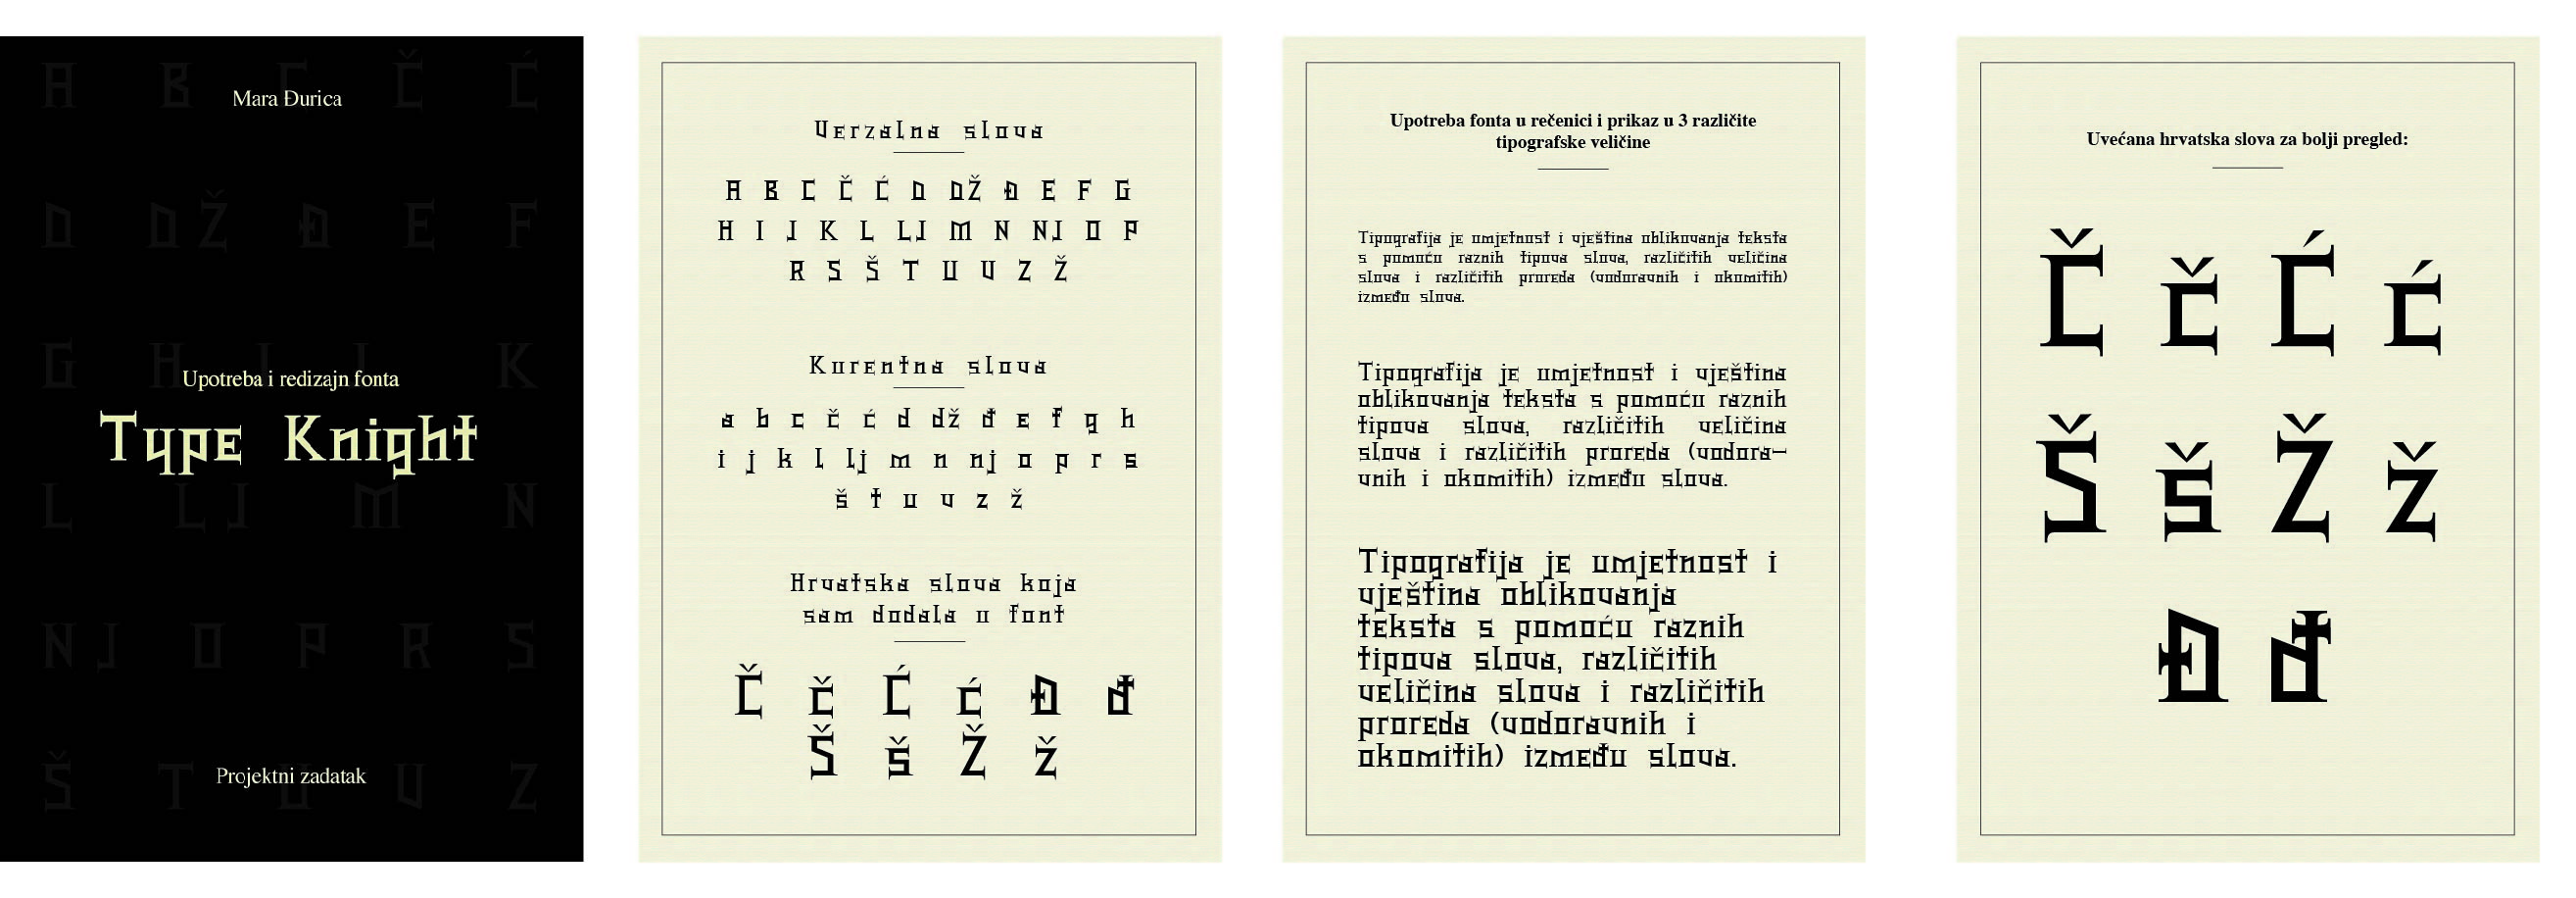 A B C Č Ć
Mara Đurica
D DŽ Đ E F
G H I J K
Upotreba i redizajn fonta
Type Knight
L LJ M N
NJ O P R S
Projektni zadatak
Š T U V Z
Verzalna slova
A B C Č Ć D DŽ Đ E F G
H I J K L LJ M N NJ O P
R S Š T U V Z Ž
Kurentna slova
a b c č ć d dž đ e f g h
i j k l lj m n nj o p r s
š t u v z ž
Hrvatska slova koja
sam dodala u font
Č č Ć ć Đ đ
Š š Ž ž
Upotreba fonta u rečenici i prikaz u 3 različite
tipografske veličine
Tipografija je umjetnost i vještina oblikovanja teksta
s pomoću raznih tipova slova, različitih veličina
slova i različitih proreda (vodoravnih i okomitih)
između slova.
Tipografija je umjetnost i vještina
oblikovanja teksta s pomoću raznih
tipova slova, različitih veličina
slova i različitih proreda (vodora-
vnih i okomitih) između slova.
Tipografija je umjetnost i
vještina oblikovanja
teksta s pomoću raznih
tipova slova, različitih
veličina slova i različitih
proreda (vodoravnih i
okomitih) između slova.
Uvećana hrvatska slova za bolji pregled:
Č č Ć ć
Š š Ž ž
Đ đ